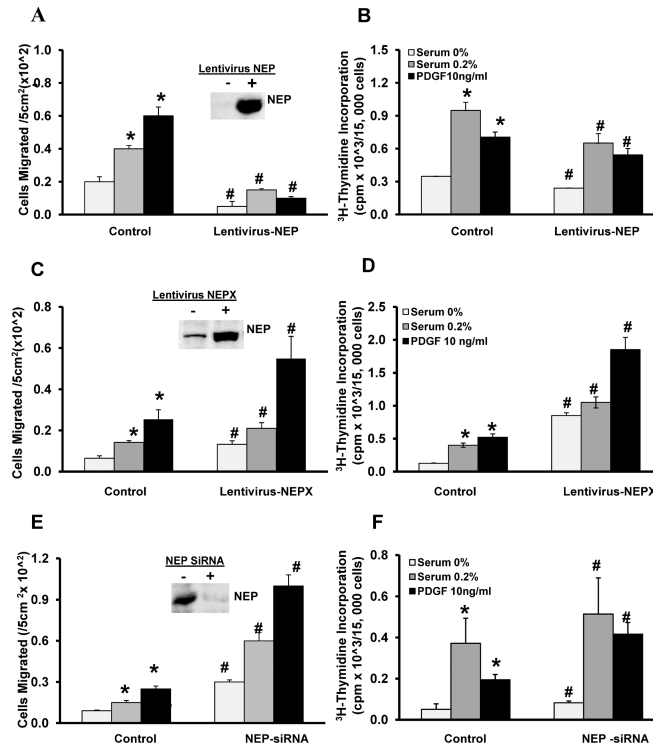 A
Cells Migrated /5cm²(x10^2)
0.8
0.6
0.4
0.2
0.0
Lentivirus NEP
- +
NEP
*
*
#
#
#
Control
Lentivirus-NEP
B
³H-Thymidine Incorporation
(cpm x 10^3/15, 000 cells)
1.5
1.2
0.9
0.6
0.3
0.0
Serum 0%
Serum 0.2%
PDGF10ng/ml
*
*
#
#
#
Control
Lentivirus-NEP
C
Cells Migrated /5cm²(x10^2)
0.8
0.6
0.4
0.2
0.0
Lentivirus NEPX
- +
NEP
*
*
#
#
#
Control
Lentivirus-NEPX
D
³H-Thymidine Incorporation
(cpm x 10^3/15, 000 cells)
2.5
2.0
1.5
1.0
0.5
0.0
Serum 0%
Serum 0.2%
PDGF 10 ng/ml
*
*
#
#
#
Control
Lentivirus-NEPX
E
Cells Migrated (/5cm ² x 10^²)
1.2
0.9
0.6
0.3
0.0
NEP SiRNA
- +
NEP
*
*
#
#
#
Control
NEP-siRNA
F
³H-Thymidine Incorporation
(cpm x 10^3/15, 000 cells)
0.8
0.6
0.4
0.2
0.0
Serum 0%
Serum 0.2%
PDGF 10ng/ml
*
*
#
#
#
Control
NEP -siRNA